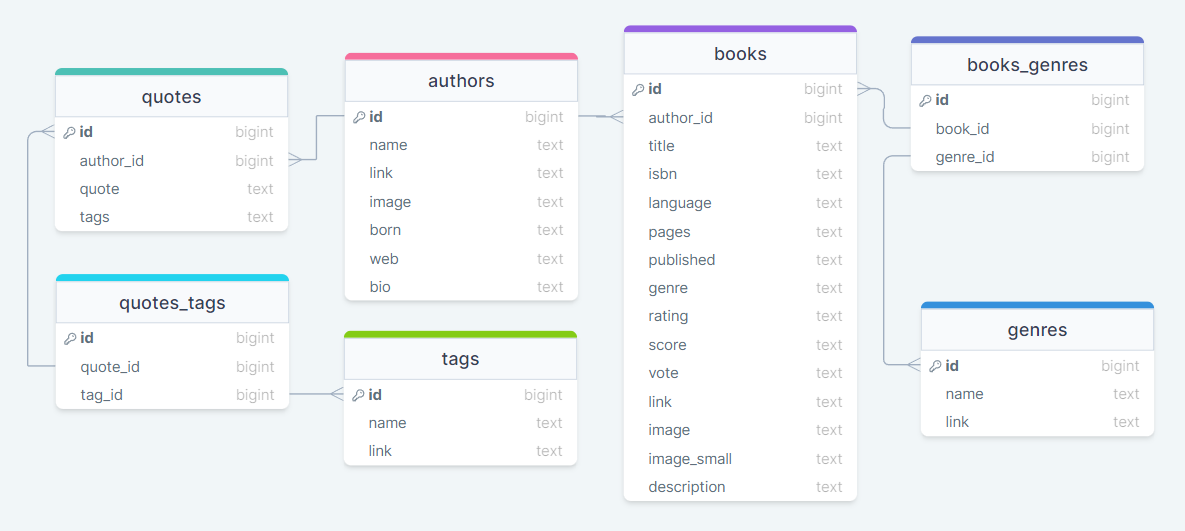 quotes
id bigint
author_id bigint
quote text
tags text
quotes_tags
id bigint
quote_id bigint
tag_id bigint
authors
id bigint
name text
link text
image text
born text
web text
bio text
tags
id bigint
name text
link text
books
id bigint
author_id bigint
title text
isbn text
language text
pages text
published text
genre text
rating text
score text
vote text
link text
image text
image_small text
description text
books_genres
id bigint
book_id bigint
genre_id bigint
genres
id bigint
name text
link text